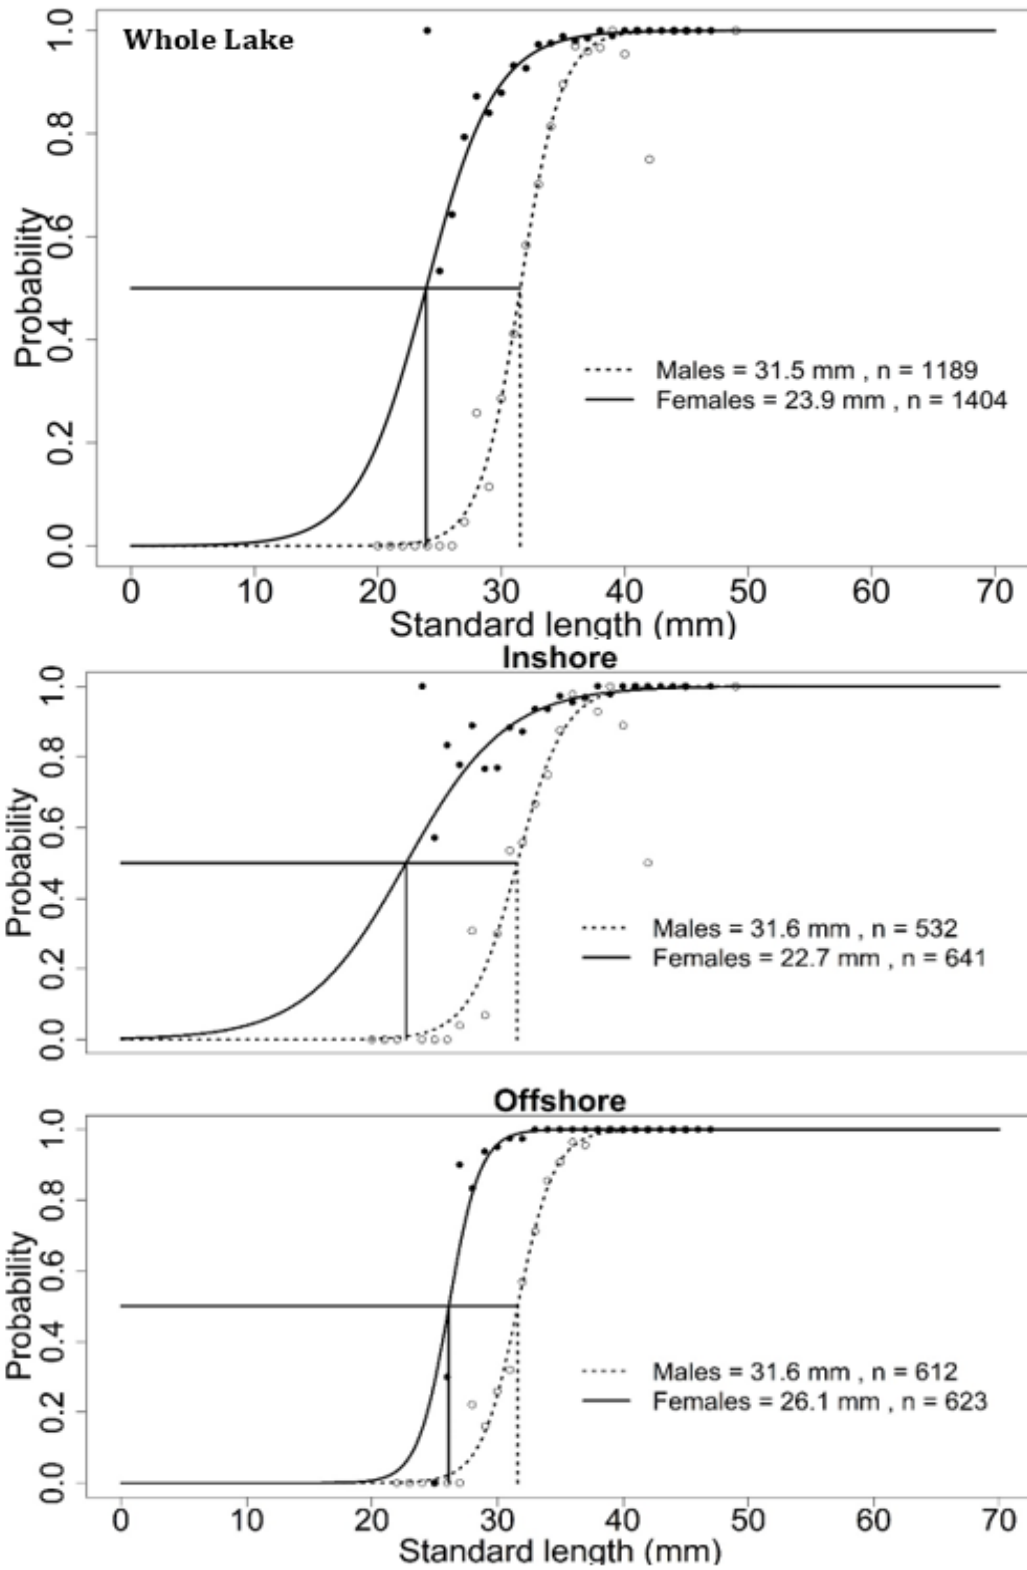 Whole Lake
1.0
0.8
0.6
0.4
0.2
0.0
Probability
Males = 31.5 mm , n = 1189
Females = 23.9 mm , n = 1404
0 10 20 30 40 50 60 70
Standard length (mm)
Inshore
1.0
0.8
0.6
0.4
0.2
0.0
Probability
Males = 31.6 mm , n = 532
Females = 22.7 mm , n = 641
Offshore
1.0
0.8
0.6
0.4
0.2
0.0
Probability
Males = 31.6 mm , n = 612
Females = 26.1 mm , n = 623
0 10 20 30 40 50 60 70
Standard length (mm)